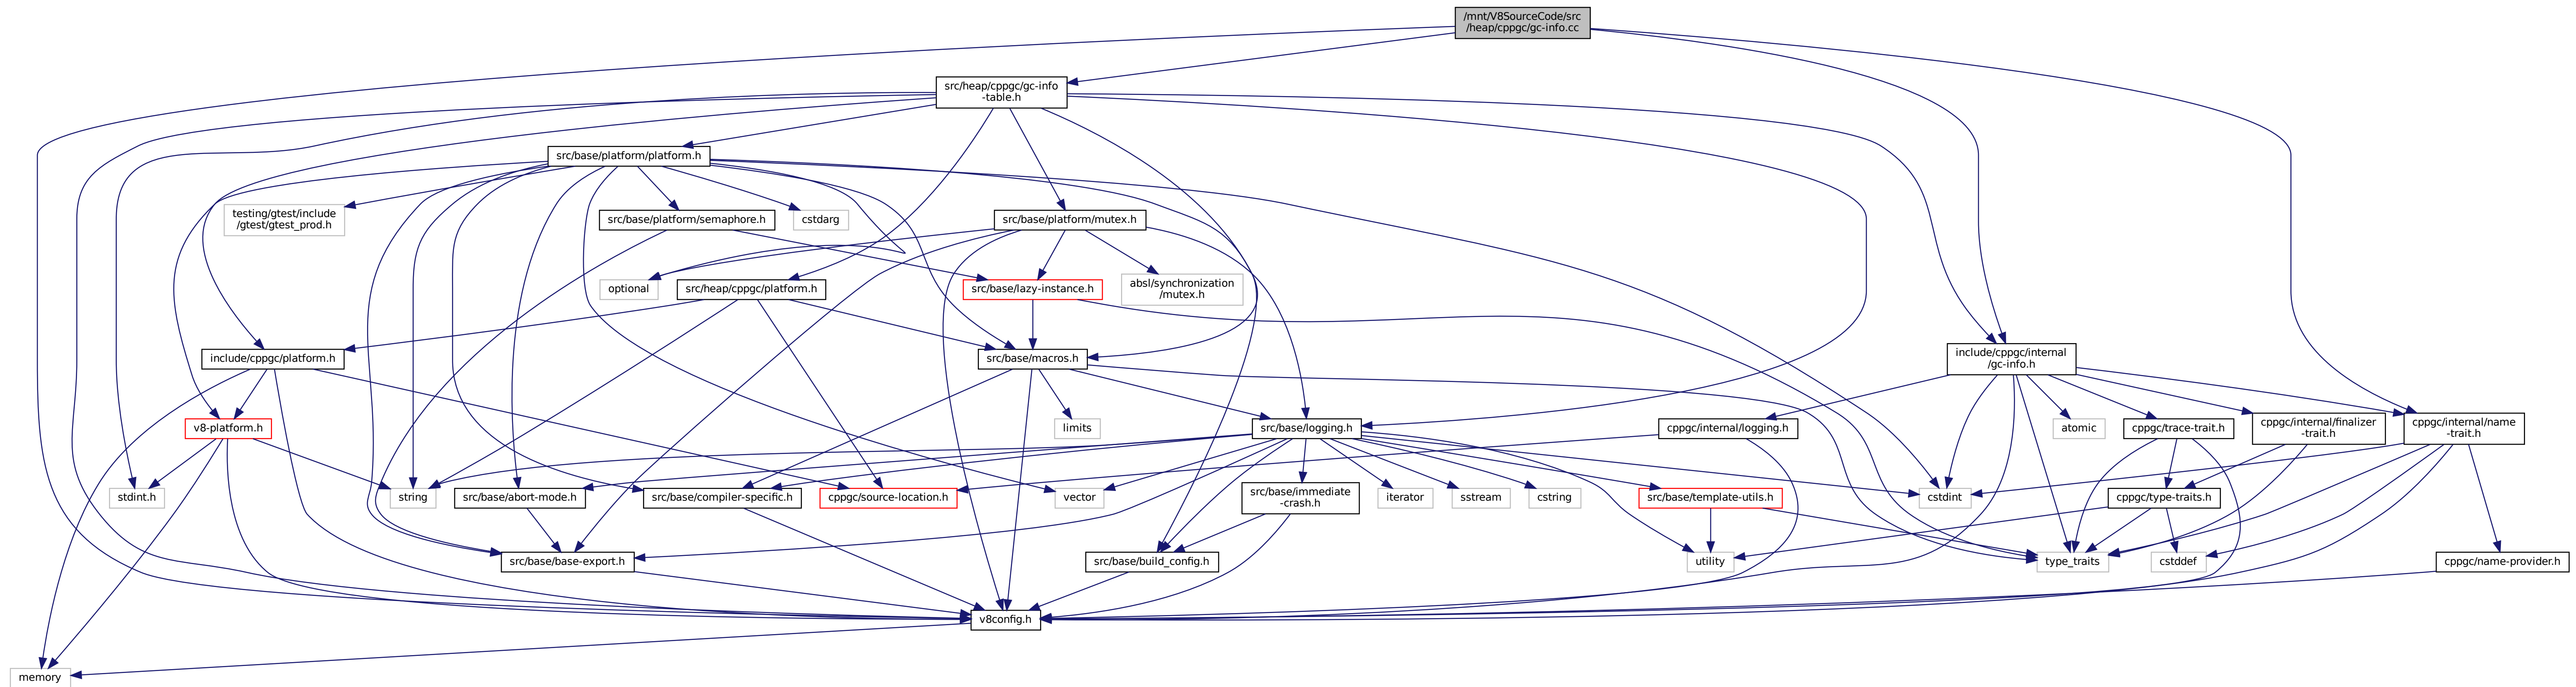 /mnt/V8SourceCode/src
/heap/cppgc/gc-info.cc
src/heap/cppgc/gc-info
-table.h
src/base/platform/platform.h
testing/gtest/include
/gtest/gtest_prod.h
src/base/platform/semaphore.h
cstdarg
src/base/platform/mutex.h
optional
src/heap/cppgc/platform.h
src/base/lazy-instance.h
absl/synchronization
/mutex.h
include/cppgc/platform.h
src/base/macros.h
include/cppgc/internal
/gc-info.h
v8-platform.h
limits
src/base/logging.h
cppgc/internal/logging.h
atomic
cppgc/trace-trait.h
cppgc/internal/finalizer
-trait.h
cppgc/internal/name
-trait.h
stdint.h
string
src/base/abort-mode.h
src/base/compiler-specific.h
cppgc/source-location.h
vector
src/base/immediate
-crash.h
iterator
sstream
cstring
src/base/template-utils.h
cstdint
cppgc/type-traits.h
src/base/base-export.h
src/base/build_config.h
utility
type_traits
cstddef
cppgc/name-provider.h
v8config.h
memory